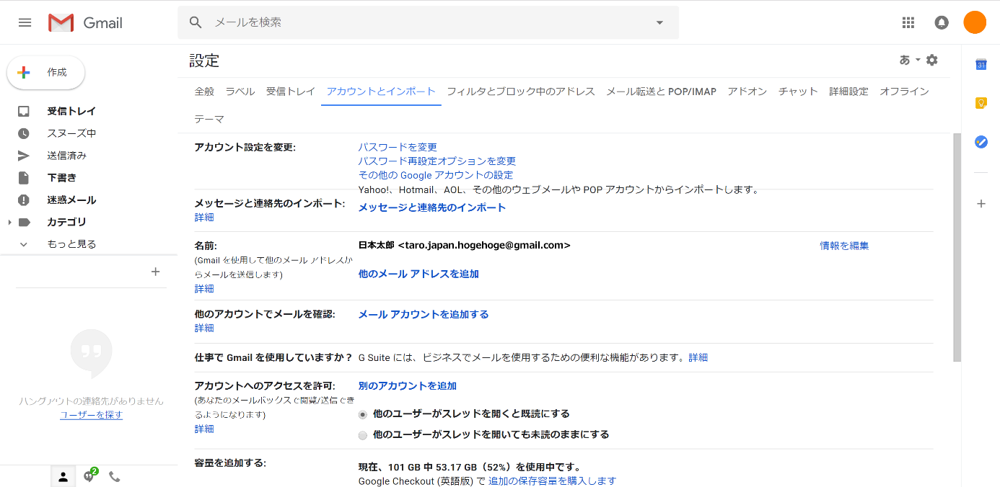 Gmail
メールを検索
作成
受信トレイ
スヌーズ中
送信済み
下書き
迷惑メール
カテゴリ
もっと見る
ハングアウトの連絡先がありません
ユーザーを探す
2
設定
あ
全般 ラベル 受信トレイ アカウントとインポート フィルタとブロック中のアドレス メール転送と POP/IMAP アドオン チャット 詳細設定 オフライン
テーマ
アカウント設定を変更: パスワードを変更
パスワード再設定オプションを変更
その他の Google アカウントの設定
Yahoo!、Hotmail、AOL、その他のウェブメールや POP アカウントからインポートします。
メッセージと連絡先のインポート: メッセージと連絡先のインポート
詳細
名前: 日本太郎 <taro.japan.hogehoge@gmail.com> 情報を編集
(Gmail を使用して他のメール アドレスか
らメールを送信します) 他のメール アドレスを追加
詳細
他のアカウントでメールを確認: メール アカウントを追加する
詳細
仕事で Gmail を使用していますか? G Suite には、ビジネスでメールを使用するための便利な機能があります。詳細
アカウントへのアクセスを許可: 別のアカウントを追加
(あなたのメールボックスで閲覧/送信でき
るようになります) 他のユーザーがスレッドを開くと既読にする
詳細
他のユーザーがスレッドを開いても未読のままにする
容量を追加する: 現在、101 GB 中 53.17 GB（52%）を使用中です。
Google Checkout (英語版) で 追加の保存容量を購入します
31